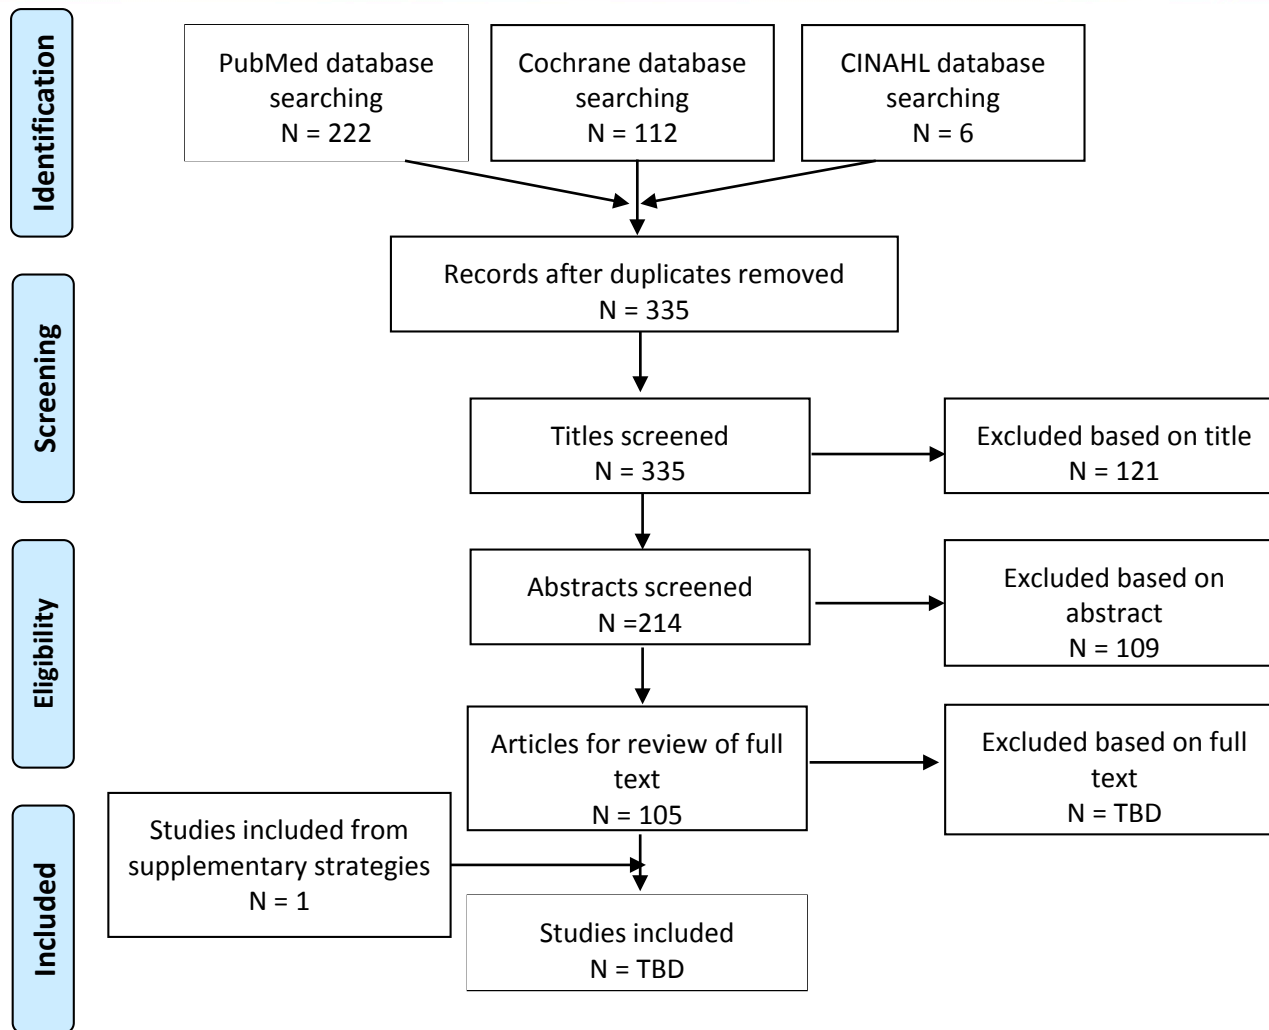 Identification
PubMed database
searching
N = 222
Cochrane database
searching
N = 112
CINAHL database
searching
N = 6
Records after duplicates removed
N = 335
Screening
Titles screened
N = 335
Excluded based on title
N = 121
Eligibility
Abstracts screened
N =214
Excluded based on
abstract
N = 109
Articles for review of full
text
N = 105
Excluded based on full
text
N = TBD
Included
Studies included from
supplementary strategies
N = 1
Studies included
N = TBD